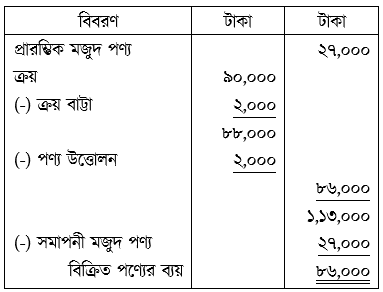 বিবরণ টাকা টাকা
প্রারম্ভিক মজুদ পণ্য ২৭,০০০
ক্রয় ৯০,০০০
(-) ক্রয় বাট্টা ২,০০০
৮৮,০০০
(-) পণ্য উত্তোলন ২,০০০
৮৬,০০০
১,১৩,০০০
(-) সমাপনী মজুদ পণ্য ২৭,০০০
বিক্রিত পণ্যের ব্যয় ৮৬,০০০